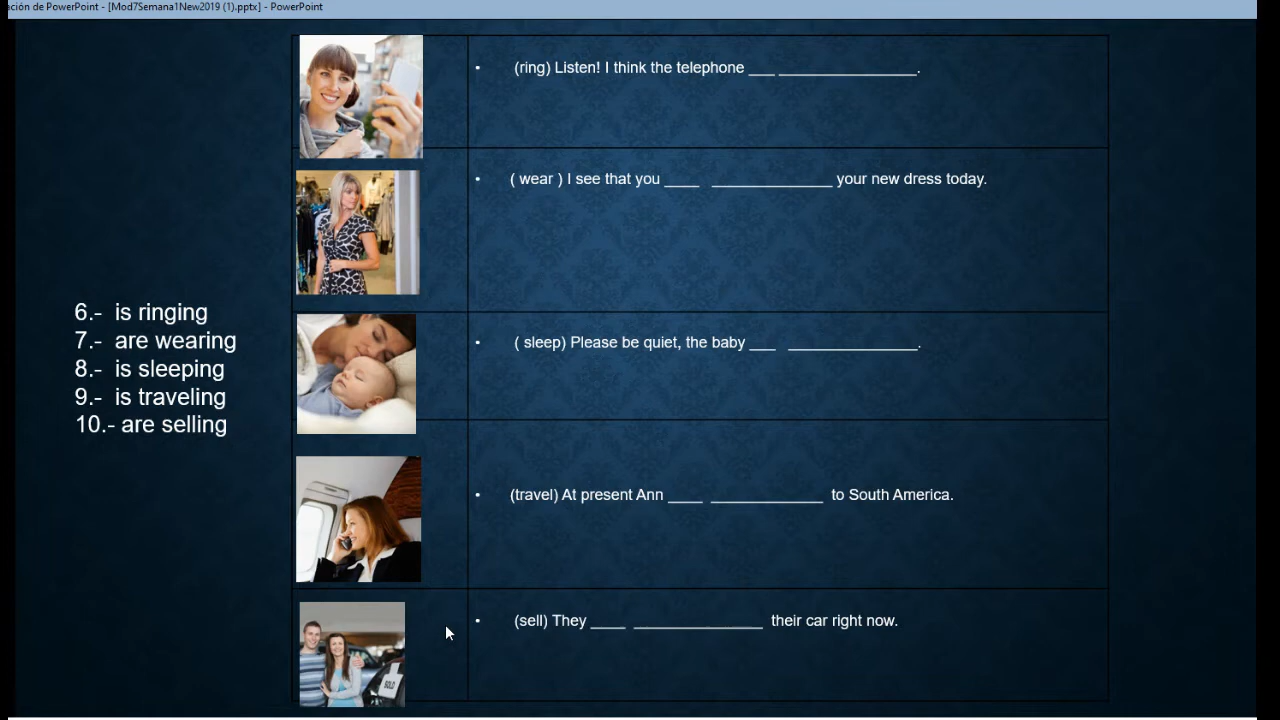 ción de PowerPoint - [Mod7Semana1New2019 (1).pptx] - PowerPoint
• (ring) Listen! I think the telephone ___ ________________.
• ( wear ) I see that you ____ ______________ your new dress today.
• ( sleep) Please be quiet, the baby ___ _______________.
• (travel) At present Ann ____ _____________ to South America.
• (sell) They ____ _______________ their car right now.
6.- is ringing
7.- are wearing
8.- is sleeping
9.- is traveling
10.- are selling
SOLD